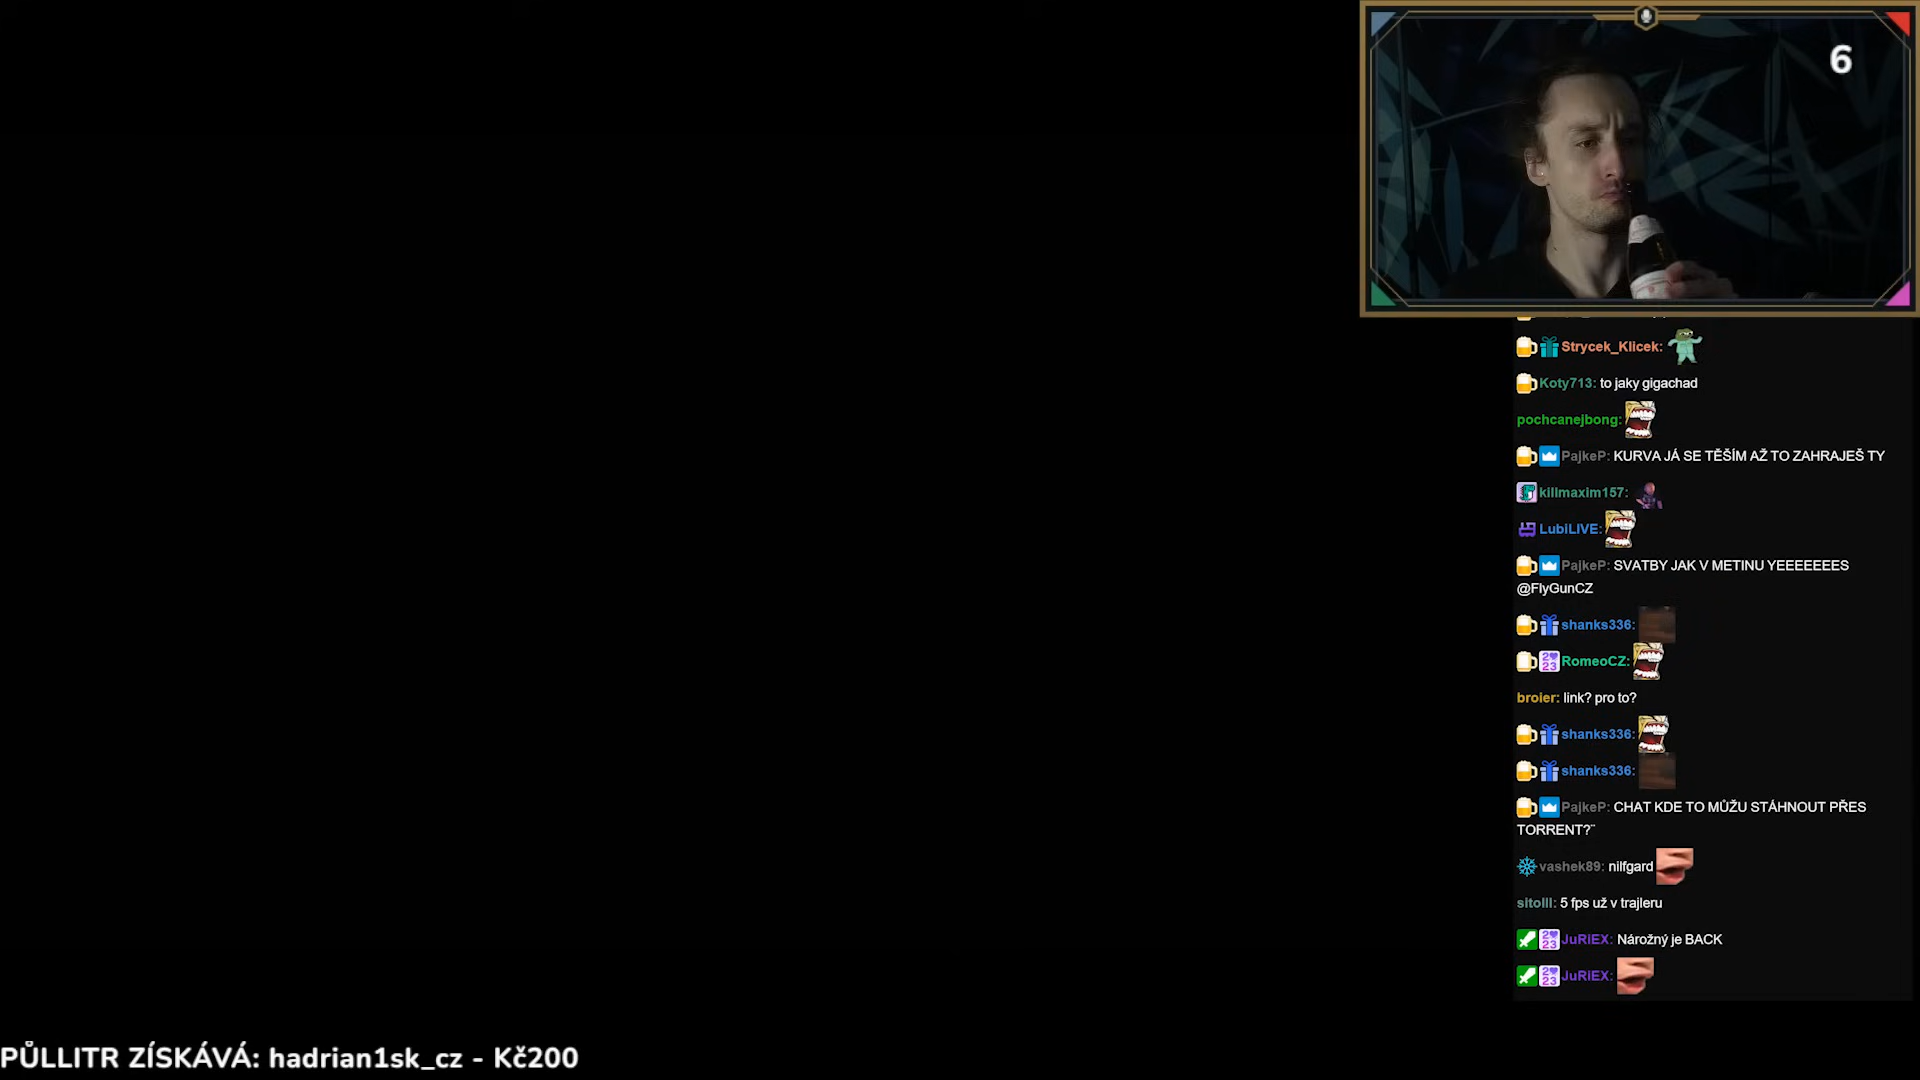 6
Strycek_Klicek:
Koty713: to jaky gigachad
pochcanejbong:
PajkeP: KURVA JÁ SE TĚŠÍM AŽ TO ZAHRAJEŠ TY
killmaxim157:
LubiLIVE:
PajkeP: SVATBY JAK V METINU YEEEEEEES
@FlyGunCZ
shanks336:
RomeoCZ:
broier: link? pro to?
shanks336:
shanks336:
PajkeP: CHAT KDE TO MŮŽU STÁHNOUT PŘES
TORRENT?¨
vashek89: nilfgard
sitolll: 5 fps už v trajleru
JuRiEX: Nárožný je BACK
JuRiEX:
PŮLLITR ZÍSKÁVÁ: hadrian1sk_cz - Kč200